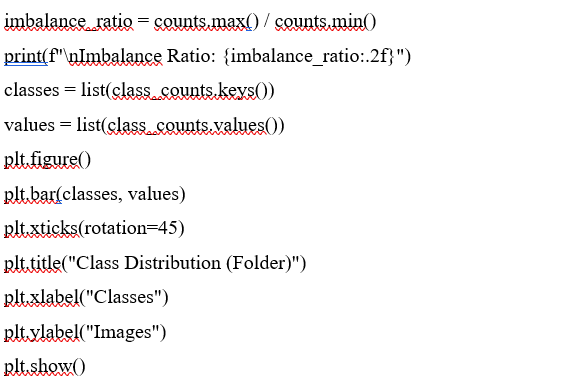 imbalance_ratio = counts.max() / counts.min()
print(f"\nImbalance Ratio: {imbalance_ratio:.2f}")
classes = list(class_counts.keys())
values = list(class_counts.values())
plt.figure()
plt.bar(classes, values)
plt.xticks(rotation=45)
plt.title("Class Distribution (Folder)")
plt.xlabel("Classes")
plt.ylabel("Images")
plt.show()